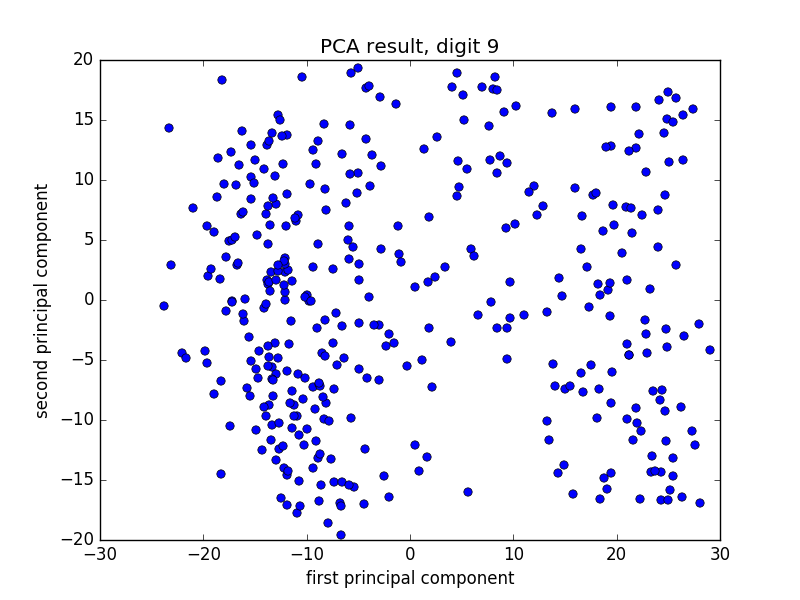 PCA result, digit 9
20
15
10
5
0
−5
−10
−15
−20
second principal component
−30 −20 −10 0 10 20 30
first principal component